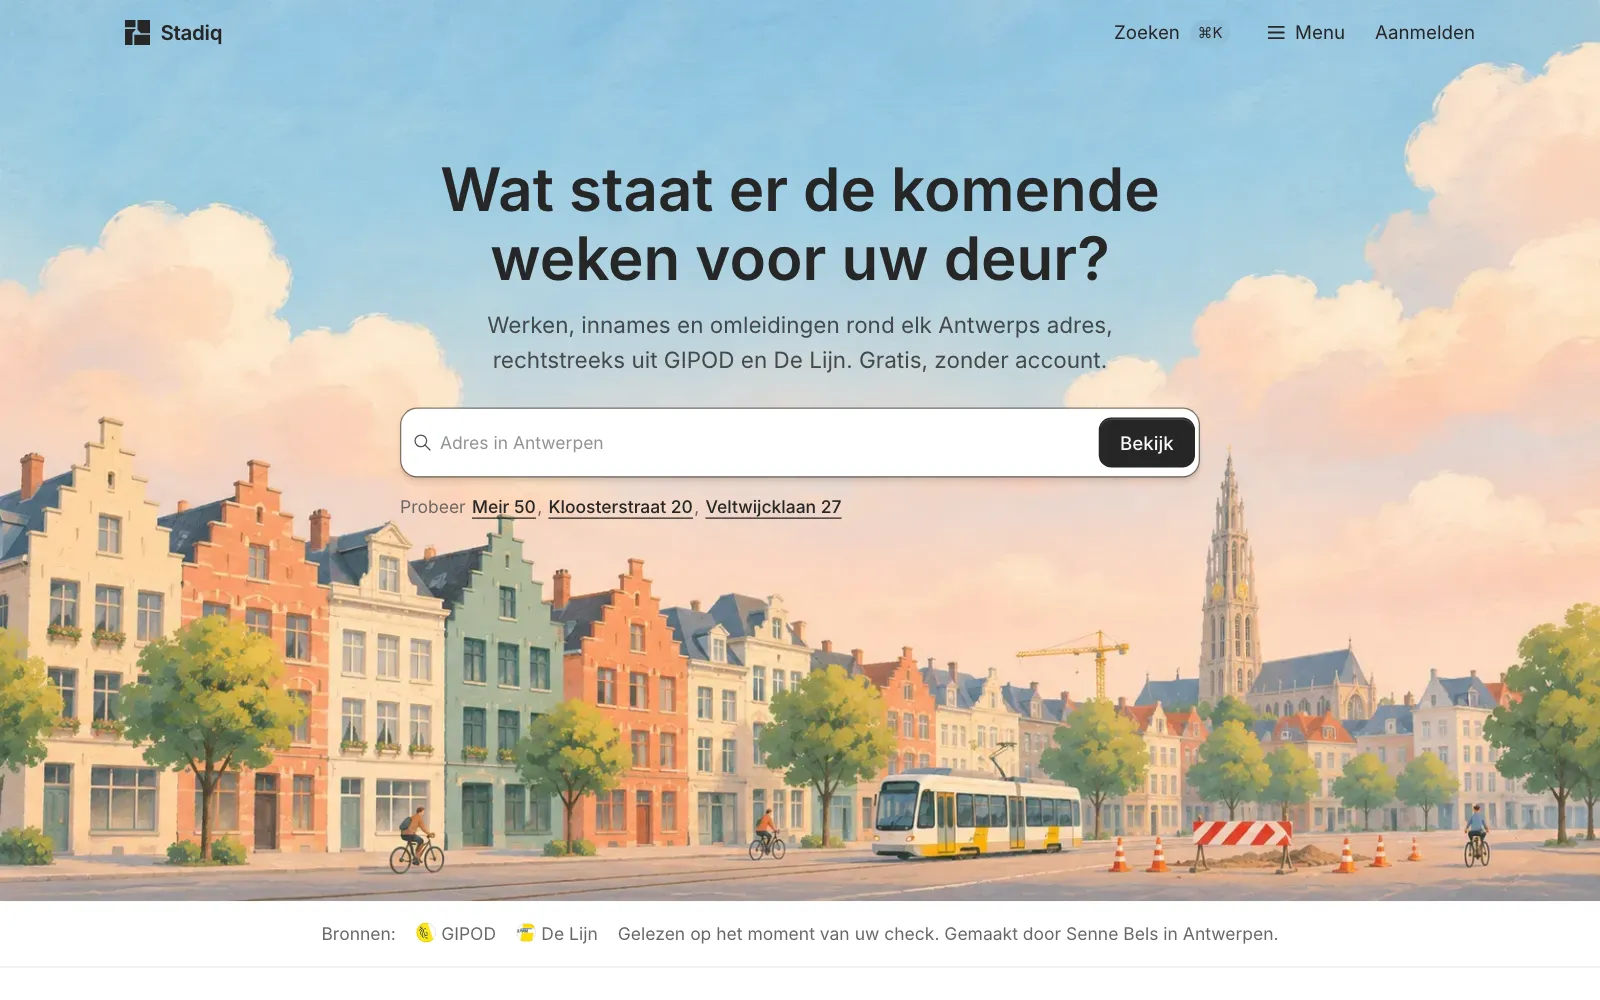 Stadiq
Zoeken ⌘K
Menu
Aanmelden
Wat staat er de komende
weken voor uw deur?
Werken, innames en omleidingen rond elk Antwerps adres,
rechtstreeks uit GIPOD en De Lijn. Gratis, zonder account.
Adres in Antwerpen
Bekijk
Probeer Meir 50, Kloosterstraat 20, Veltwijcklaan 27
Bronnen: GIPOD De Lijn Gelezen op het moment van uw check. Gemaakt door Senne Bels in Antwerpen.